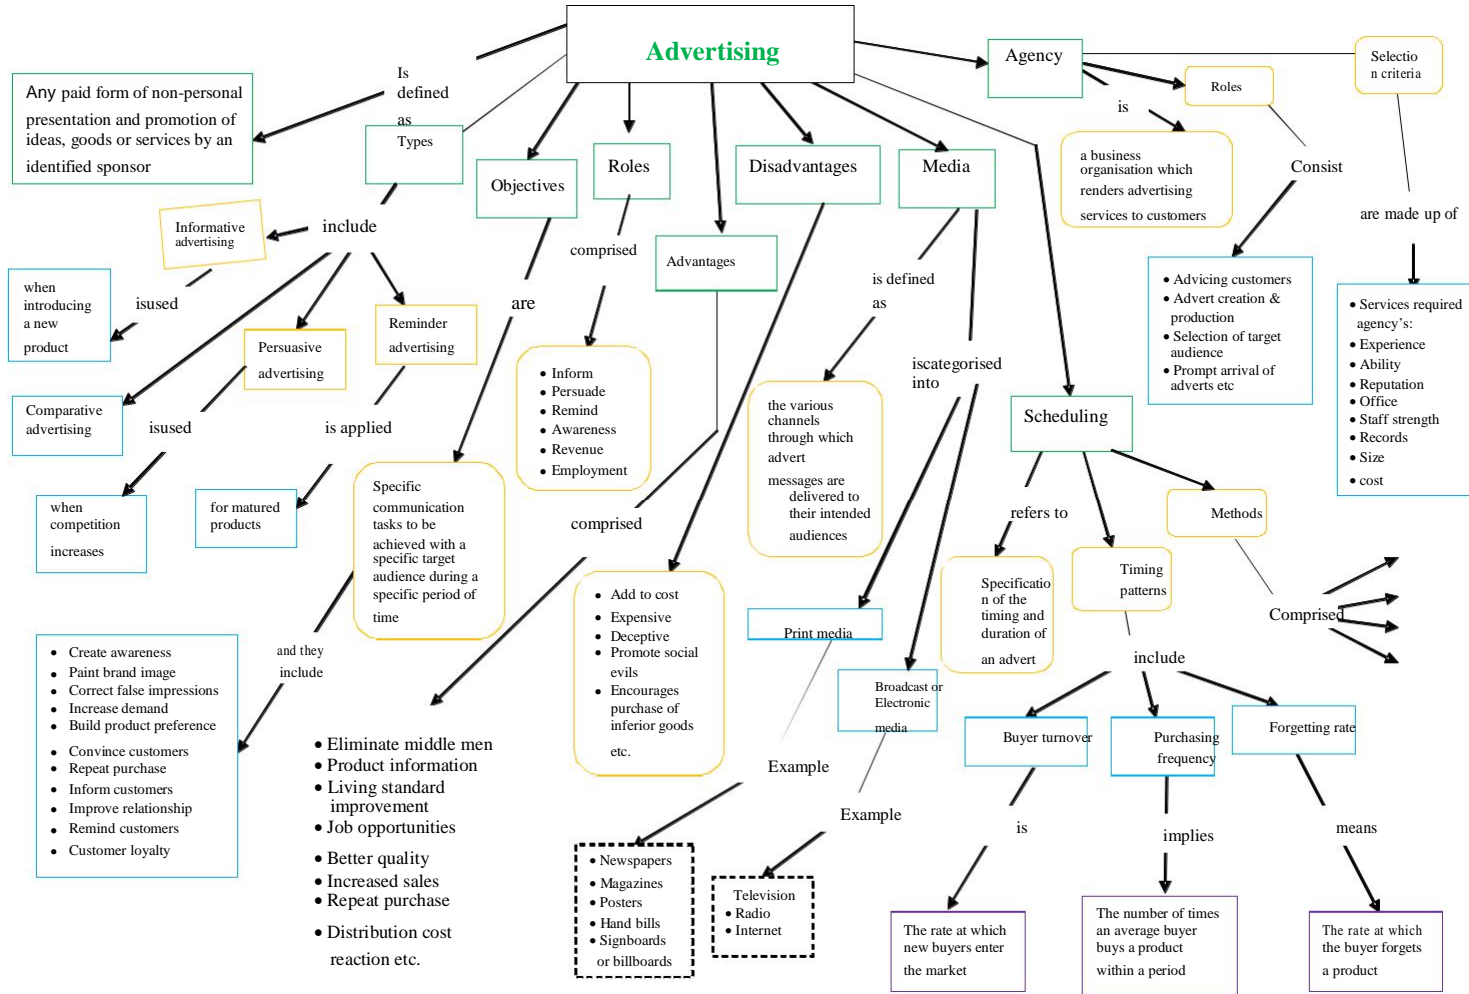 Advertising
Is
defined
as
Any paid form of non-personal
presentation and promotion of
ideas, goods or services by an
identified sponsor
Types
include
Informative
advertising
isused
when
introducing
a new
product
Comparative
advertising
Persuasive
advertising
isused
when
competition
increases
Reminder
advertising
is applied
for matured
products
Objectives
are
Specific
communication
tasks to be
achieved with a
specific target
audience during a
specific period of
time
and they
include
• Create awareness
• Paint brand image
• Correct false impressions
• Increase demand
• Build product preference
• Convince customers
• Repeat purchase
• Inform customers
• Improve relationship
• Remind customers
• Customer loyalty
Roles
comprised
• Inform
• Persuade
• Remind
• Awareness
• Revenue
• Employment
Advantages
comprised
• Eliminate middle men
• Product information
• Living standard
improvement
• Job opportunities
• Better quality
• Increased sales
• Repeat purchase
• Distribution cost
reaction etc.
Disadvantages
• Add to cost
• Expensive
• Deceptive
• Promote social
evils
• Encourages
purchase of
inferior goods
etc.
Media
is defined
as
the various
channels
through which
advert
messages are
delivered to
their intended
audiences
iscategorised
into
Print media
Example
• Newspapers
• Magazines
• Posters
• Hand bills
• Signboards
or billboards
Broadcast or
Electronic
media
Example
Television
• Radio
• Internet
Scheduling
refers to
Specificatio
n of the
timing and
duration of
an advert
Timing
patterns
include
Buyer turnover
is
The rate at which
new buyers enter
the market
Purchasing
frequency
implies
The number of times
an average buyer
buys a product
within a period
Forgetting rate
means
The rate at which
the buyer forgets
a product
Methods
Comprised
Agency
is
a business
organisation which
renders advertising
services to customers
Roles
Consist
• Advicing customers
• Advert creation &
production
• Selection of target
audience
• Prompt arrival of
adverts etc
Selectio
n criteria
are made up of
• Services required
agency's:
• Experience
• Ability
• Reputation
• Office
• Staff strength
• Records
• Size
• cost